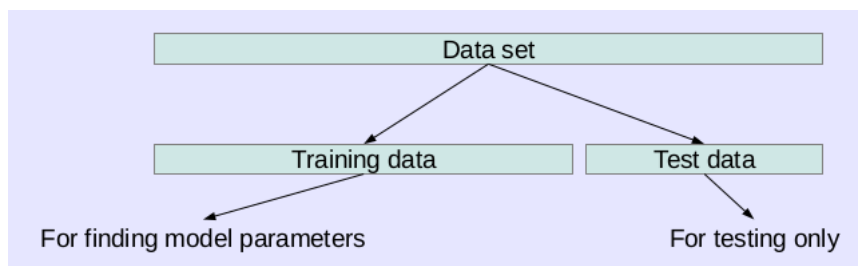 Data set
Training data
Test data
For finding model parameters
For testing only